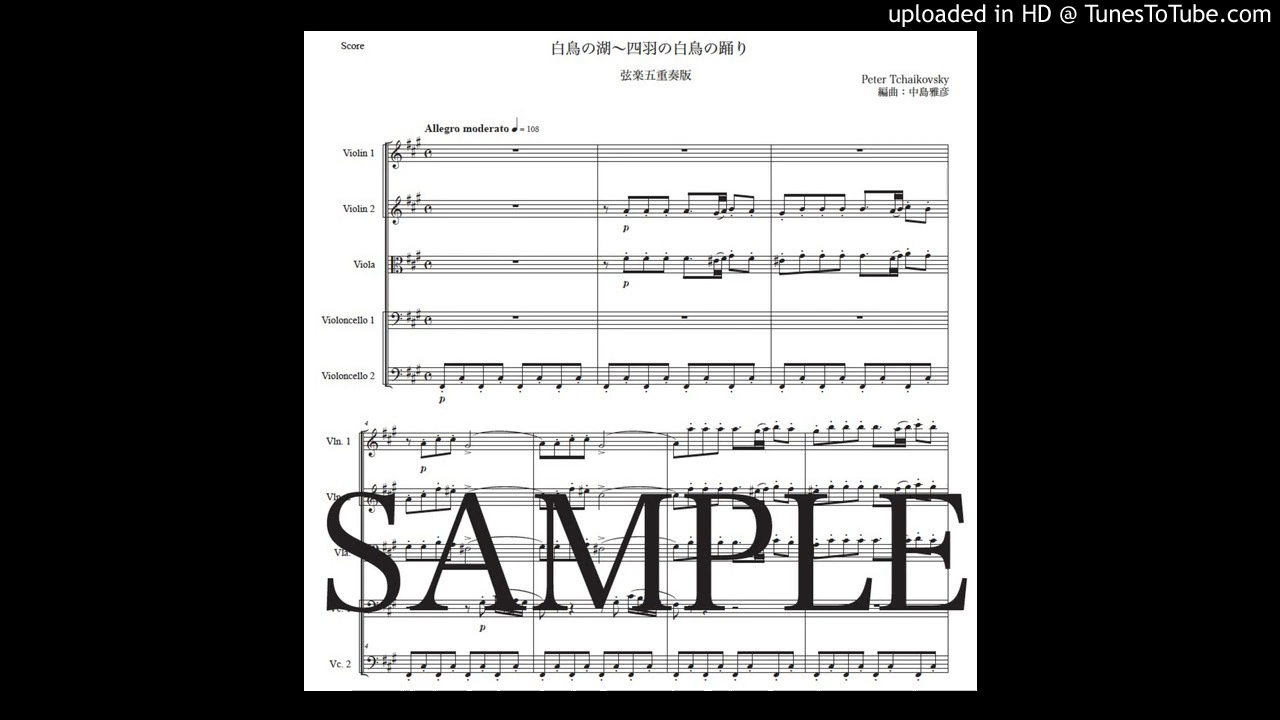 uploaded in HD @ TunesToTube.com
Score
白鳥の湖～四羽の白鳥の踊り
弦楽五重奏版
Peter Tchaikovsky
編曲：中島雅彦
Allegro moderato ♩= 108
Violin 1
Violin 2
p
Viola
p
Violoncello 1
Violoncello 2
p
4
Vln. 1
p
SAMPLE
p
4
Vc. 2